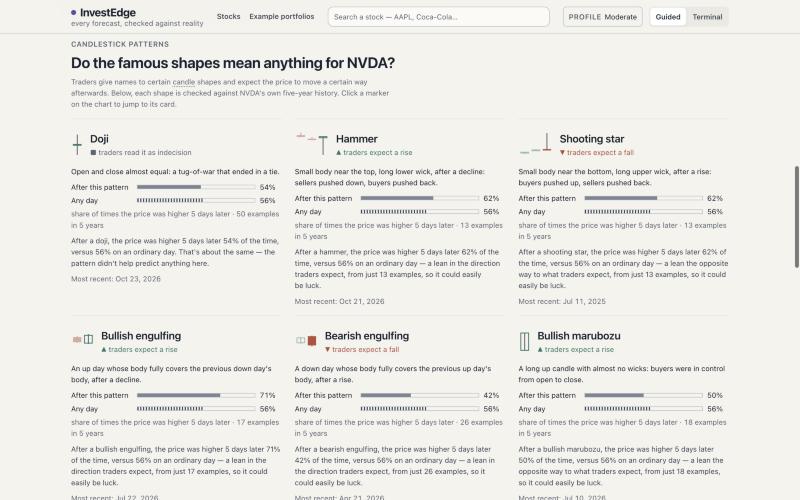 InvestEdge
every forecast, checked against reality
Stocks
Example portfolios
Search a stock — AAPL, Coca-Cola...
PROFILE Moderate
Guided
Terminal
CANDLESTICK PATTERNS
Do the famous shapes mean anything for NVDA?
Traders give names to certain candle shapes and expect the price to move a certain way
afterwards. Below, each shape is checked against NVDA's own five-year history. Click a marker
on the chart to jump to its card.
Doji
■ traders read it as indecision
Open and close almost equal: a tug-of-war that ended in a tie.
After this pattern 54%
Any day 56%
share of times the price was higher 5 days later · 50 examples
in 5 years
After a doji, the price was higher 5 days later 54% of the time,
versus 56% on an ordinary day. That's about the same — the
pattern didn't help predict anything here.
Most recent: Oct 23, 2026
Hammer
▲ traders expect a rise
Small body near the top, long lower wick, after a decline:
sellers pushed down, buyers pushed back.
After this pattern 62%
Any day 56%
share of times the price was higher 5 days later · 13 examples
in 5 years
After a hammer, the price was higher 5 days later 62% of the
time, versus 56% on an ordinary day — a lean in the direction
traders expect, from just 13 examples, so it could easily
be luck.
Most recent: Oct 21, 2026
Shooting star
▼ traders expect a fall
Small body near the bottom, long upper wick, after a rise:
buyers pushed up, sellers pushed back.
After this pattern 62%
Any day 56%
share of times the price was higher 5 days later · 13 examples
in 5 years
After a shooting star, the price was higher 5 days later 62% of
the time, versus 56% on an ordinary day — a lean the opposite
way to what traders expect, from just 13 examples, so it could
easily be luck.
Most recent: Jul 11, 2025
Bullish engulfing
▲ traders expect a rise
An up day whose body fully covers the previous down day's
body, after a decline.
After this pattern 71%
Any day 56%
share of times the price was higher 5 days later · 17 examples
in 5 years
After a bullish engulfing, the price was higher 5 days later 71%
of the time, versus 56% on an ordinary day — a lean in the
direction traders expect, from just 17 examples, so it could
easily be luck.
Most recent: Jul 22, 2026
Bearish engulfing
▼ traders expect a fall
A down day whose body fully covers the previous up day's
body, after a rise.
After this pattern 42%
Any day 56%
share of times the price was higher 5 days later · 26 examples
in 5 years
After a bearish engulfing, the price was higher 5 days later
42% of the time, versus 56% on an ordinary day — a lean in
the direction traders expect, from just 26 examples, so it
could easily be luck.
Most recent: Apr 21, 2026
Bullish marubozu
▲ traders expect a rise
A long up candle with almost no wicks: buyers were in control
from open to close.
After this pattern 50%
Any day 56%
share of times the price was higher 5 days later · 18 examples
in 5 years
After a bullish marubozu, the price was higher 5 days later
50% of the time, versus 56% on an ordinary day — a lean the
opposite way to what traders expect, from just 18 examples,
so it could easily be luck.
Most recent: Jul 10, 2026